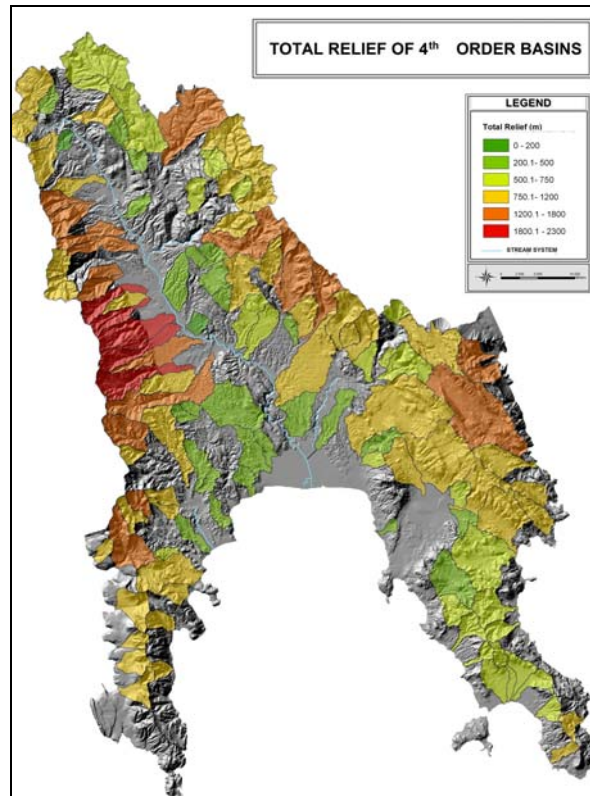 TOTAL RELIEF OF 4th ORDER BASINS
LEGEND
Total Relief (m)
0 - 200
200.1- 500
500.1- 750
750.1- 1200
1200.1 - 1800
1800.1 - 2300
STREAM SYSTEM